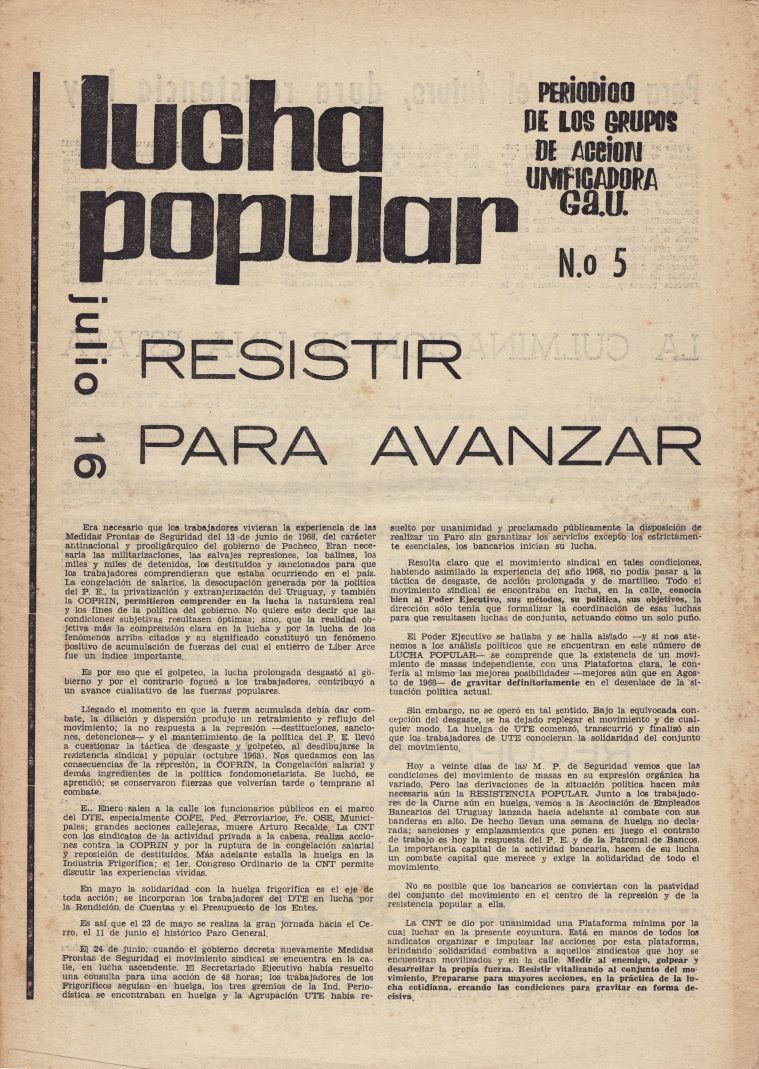 lucha
popular
PERIODICO
DE LOS GRUPOS
DE ACCION
UNIFICADORA
GA.U.
N.o 5
julio 16
RESISTIR
PARA AVANZAR
Era necesario que los trabajadores vivieran la experiencia de las
Medidas Prontas de Seguridad del 13 de junio de 1968, del carácter
antinacional y prooligárquico del gobierno de Pacheco. Eran nece-
saria las militarizaciones, las salvajes represiones, los balines, los
miles y miles de detenidos, los destituidos y sancionados para que
los trabajadores comprendieran que estaba ocurriendo en el país.
La congelación de salarios, la desocupación generada por la política
del P. E., la privatización y extranjerización del Uruguay, y también
la COPRIN, permitieron comprender en la lucha la naturaleza real
y los fines de la política del gobierno. No quiere esto decir que las
condiciones subjetivas resultasen óptimas; sino, que la realidad ob-
jetiva más la comprensión clara en la lucha y por la lucha de los
fenómenos arriba citados y su significado constituyó un fenómeno
positivo de acumulación de fuerzas del cual el entierro de Líber Arce
fue un índice importante.
Es por eso que el golpeteo, la lucha prolongada desgastó al go-
bierno y por el contrario fogueó a los trabajadores, contribuyó a
un avance cualitativo de las fuerzas populares.
Llegado el momento en que la fuerza acumulada debía dar com-
bate, la dilación y dispersión produjo un retraimiento y reflujo del
movimiento; la no respuesta a la represión —destituciones, sancio-
nes, detenciones— y el mantenimiento de la política del P. E. llevó
a cuestionar la táctica de desgaste y golpeteo, al desdibujarse la
resistencia sindical y popular (octubre 1968). Nos quedamos con las
consecuencias de la represión, la COPRIN, la Congelación salarial y
demás ingredientes de la política fondomonetarista. Se luchó, se
aprendió; se conservaron fuerzas que volverían tarde o temprano al
combate.
E.. Enero salen a la calle los funcionarios públicos en el marco
del DTE, especialmente COFE, Fed. Ferroviarios, Fe. OSE, Munici-
pales; grandes acciones callejeras, muere Arturo Recalde. La CNT
con los sindicatos de la actividad privada a la cabeza, realiza accio-
nes contra la COPRIN y por la ruptura de la congelación salarial
y reposición de destituídos. Más adelante estalla la huelga en la
Industria Frigorífica; el 1er. Congreso Ordinario de la CNT permite
discutir las experiencias vividas.
En mayo la solidaridad con la huelga frigorífica es el eje de
toda acción; se incorporan los trabajadores del DTE en lucha por
la Rendición de Cuentas y el Presupuesto de los Entes.
Es así que el 23 de mayo se realiza la gran jornada hacia el Ce-
rro, el 11 de junio el histórico Paro General.
El 24 de junio, cuando el gobierno decreta nuevamente Medidas
Prontas de Seguridad el movimiento sindical se encuentra en la ca-
lle, en lucha ascendente. El Secretariado Ejecutivo había resuelto
una consulta para una acción de 48 horas; los trabajadores de los
Frigoríficos seguían en huelga, los tres gremios de la Ind. Perio-
dística se encontraban en huelga y la Agrupación UTE había re-
suelto por unanimidad y proclamado públicamente la disposición de
realizar un Paro sin garantizar los servicios excepto los estrictamen-
te esenciales, los bancarios inician su lucha.
Resulta claro que el movimiento sindical en tales condiciones,
habiendo asimilado la experiencia del año 1968, no podía pasar a la
táctica de desgaste, de acción prolongada y de martilleo. Todo el
movimiento sindical se encontraba en lucha, en la calle, conocía
bien al Poder Ejecutivo, sus métodos, su política, sus objetivos, la
dirección sólo tenía que formalizar la coordinación de esas luchas
para que resultasen luchas de conjunto, actuando como un solo puño.
El Poder Ejecutivo se hallaba y se halla aislado —y si nos ate-
nemos a los análisis políticos que se encuentran en este número de
LUCHA POPULAR— se comprende que la existencia de un movi-
miento de masas independiente, con una Plataforma clara, le con-
fería al mismo las mejores posibilidades —mejores aún que en Agos-
to de 1968— de gravitar definitoriamente en el desenlace de la si-
tuación política actual.
Sin embargo, no se operó en tal sentido. Bajo la equivocada con-
cepción del desgaste, se ha dejado replegar el movimiento y de cual-
quier modo. La huelga de UTE comenzó, transcurrió y finalizó sin
que los trabajadores de UTE conocieran la solidaridad del conjunto
del movimiento.
Hoy a veinte días de las M. P. de Seguridad vemos que las
condiciones del movimiento de masas en su expresión orgánica ha
variado. Pero las derivaciones de la situación política hacen más
necesaria aún la RESISTENCIA POPULAR. Junto a los trabajado-
res de la Carne aún en huelga, vemos a la Asociación de Empleados
Bancarios del Uruguay lanzada hacia adelante al combate con sus
banderas en alto. De hecho llevan una semana de huelga no decla-
rada; sanciones y emplazamientos que ponen en juego el contrato
de trabajo es hoy la respuesta del P. E. y de la Patronal de Bancos.
La importancia capital de la actividad bancaria, hacen de su lucha
un combate capital que merece y exige la solidaridad de todo el
movimiento.
No es posible que los bancarios se conviertan con la pasividad
del conjunto del movimiento en el centro de la represión y de la
resistencia popular a ella.
La CNT se dio por unanimidad una Plataforma mínima por la
cual luchar en la presente coyuntura. Está en manos de todos los
sindicatos organizar e impulsar las acciones por esta plataforma,
brindando solidaridad combativa a aquellos sindicatos que hoy se
encuentran movilizados y en la calle. Medir al enemigo, golpear y
desarrollar la propia fuerza. Resistir vitalizando al conjunto del mo-
vimiento. Prepararse para mayores acciones, en la práctica de la lu-
cha cotidiana, creando las condiciones para gravitar en forma de-
cisiva.